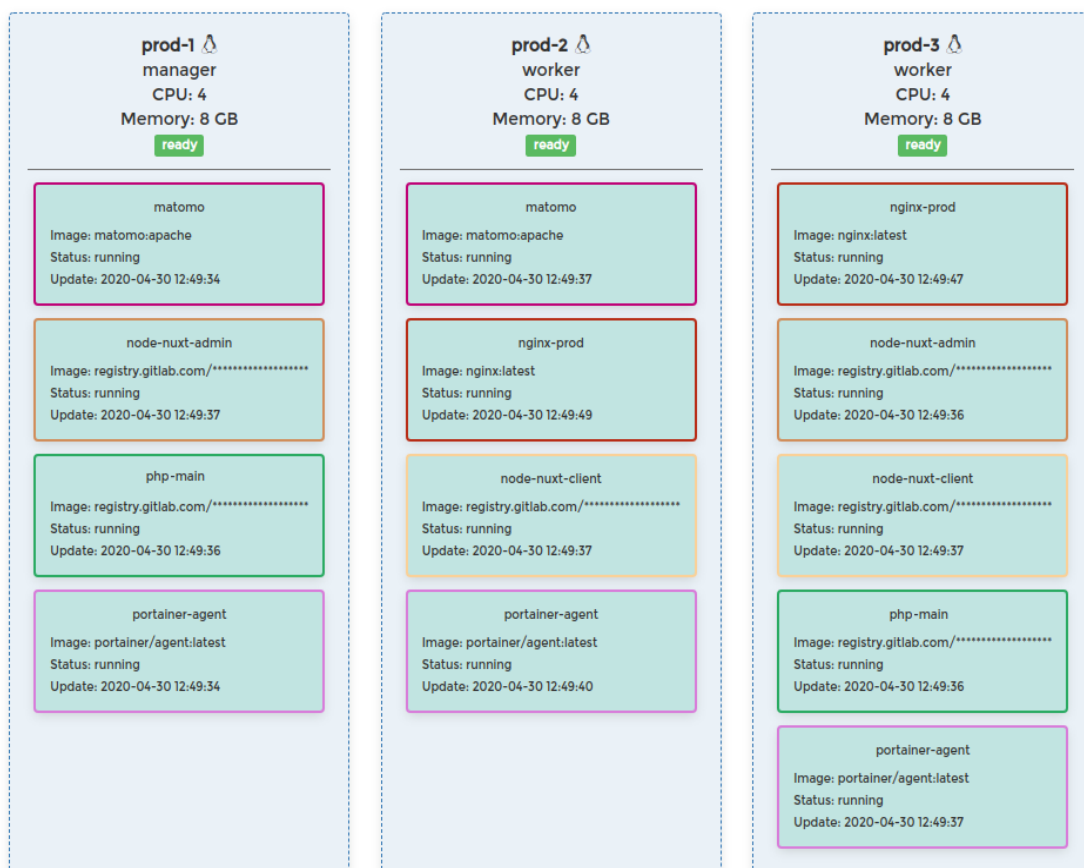 prod-1
manager
CPU: 4
Memory: 8 GB
ready
matomo
Image: matomo:apache
Status: running
Update: 2020-04-30 12:49:34
node-nuxt-admin
Image: registry.gitlab.com/*******************
Status: running
Update: 2020-04-30 12:49:37
php-main
Image: registry.gitlab.com/*******************
Status: running
Update: 2020-04-30 12:49:36
portainer-agent
Image: portainer/agent:latest
Status: running
Update: 2020-04-30 12:49:34
prod-2
worker
CPU: 4
Memory: 8 GB
ready
matomo
Image: matomo:apache
Status: running
Update: 2020-04-30 12:49:37
nginx-prod
Image: nginx:latest
Status: running
Update: 2020-04-30 12:49:49
node-nuxt-client
Image: registry.gitlab.com/*******************
Status: running
Update: 2020-04-30 12:49:37
portainer-agent
Image: portainer/agent:latest
Status: running
Update: 2020-04-30 12:49:40
prod-3
worker
CPU: 4
Memory: 8 GB
ready
nginx-prod
Image: nginx:latest
Status: running
Update: 2020-04-30 12:49:47
node-nuxt-admin
Image: registry.gitlab.com/*******************
Status: running
Update: 2020-04-30 12:49:36
node-nuxt-client
Image: registry.gitlab.com/*******************
Status: running
Update: 2020-04-30 12:49:37
php-main
Image: registry.gitlab.com/*******************
Status: running
Update: 2020-04-30 12:49:36
portainer-agent
Image: portainer/agent:latest
Status: running
Update: 2020-04-30 12:49:37